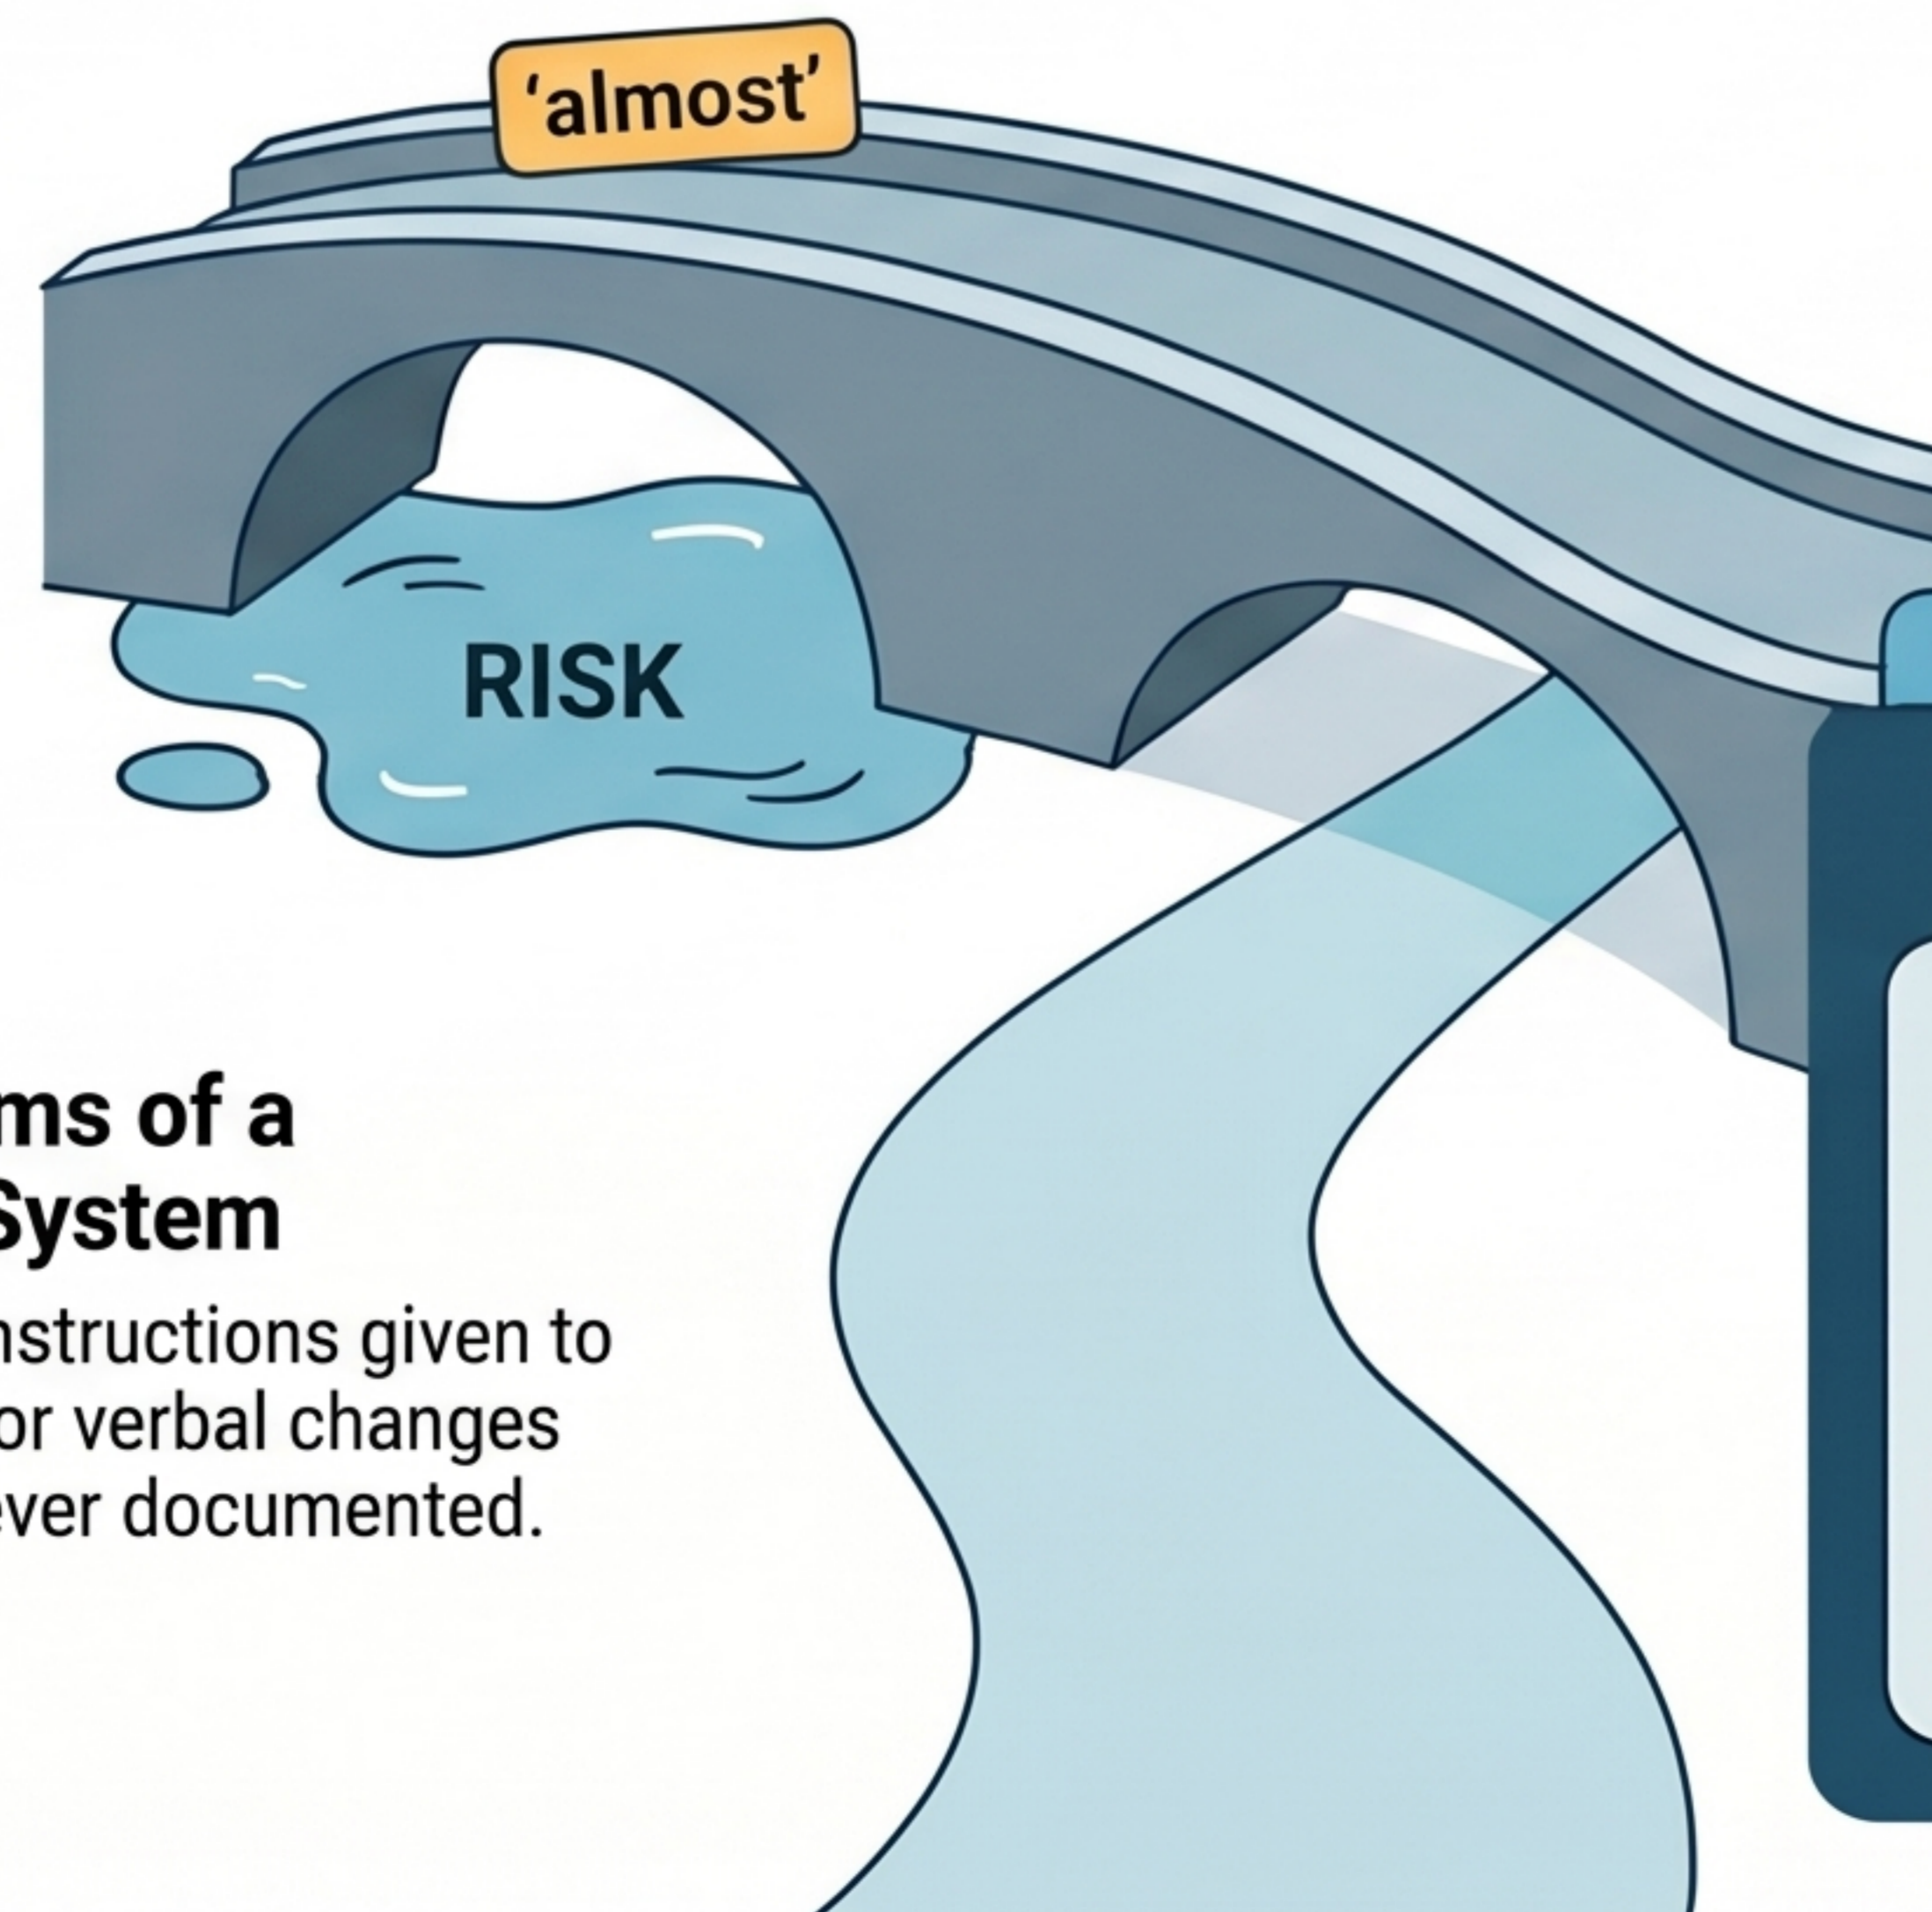 ‘almost’
RISK
ms of a
System
nstructions given to
or verbal changes
ever documented.